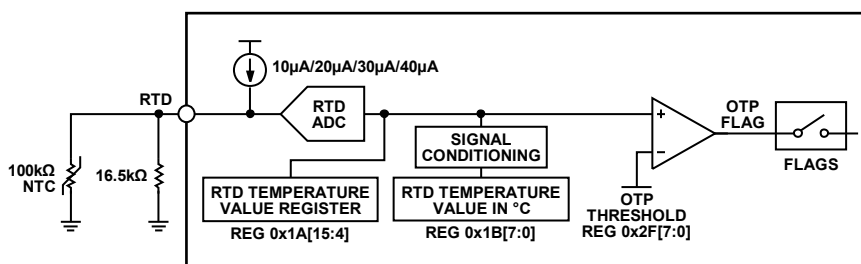 10µA/20µA/30µA/40µA
RTD
RTD
ADC
+
OTP
FLAG
SIGNAL
CONDITIONING
–
FLAGS
100kΩ
NTC
16.5kΩ
RTD TEMPERATURE
VALUE REGISTER
RTD TEMPERATURE
VALUE IN °C
OTP
THRESHOLD
REG 0x2F[7:0]
REG 0x1A[15:4]
REG 0x1B[7:0]